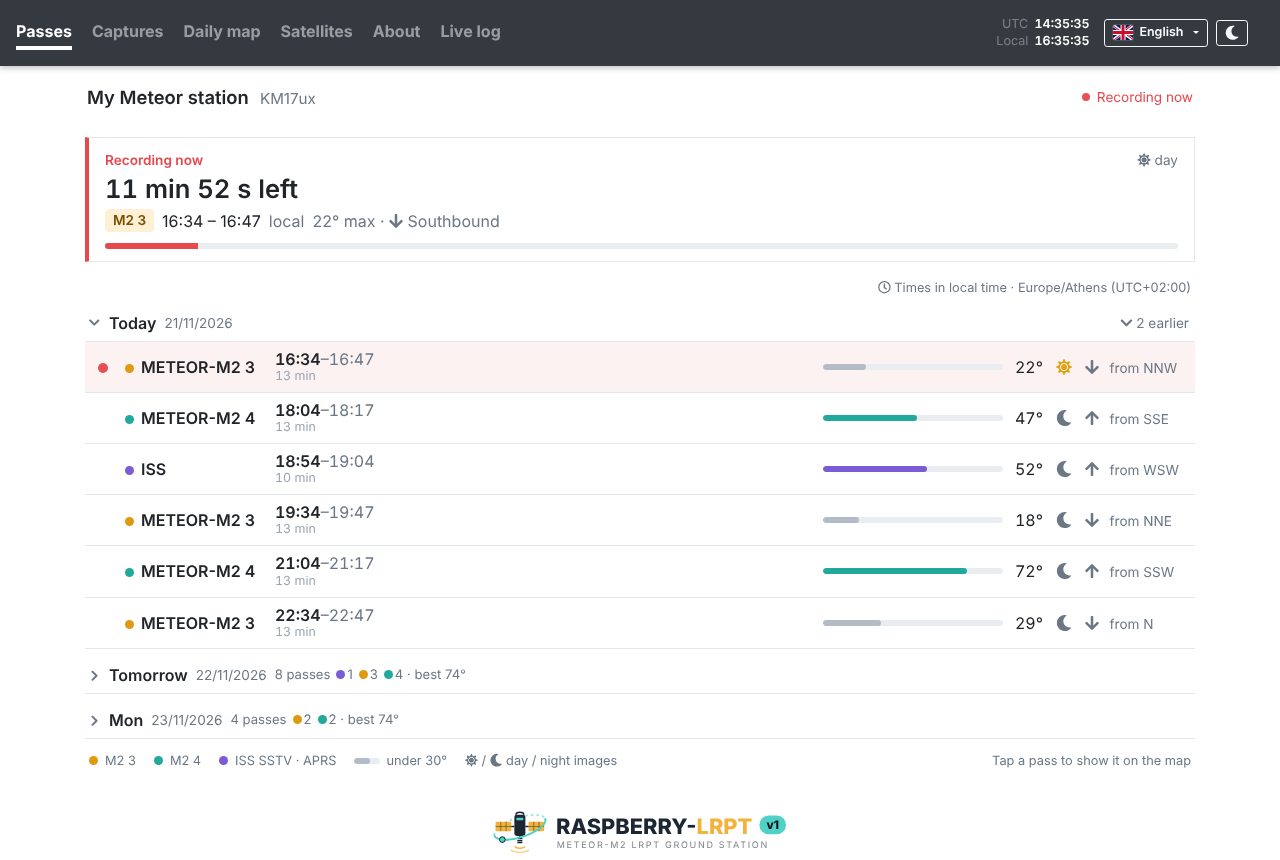 Passes Captures Daily map Satellites About Live log
UTC 14:35:35
Local 16:35:35
English
My Meteor station KM17ux
Recording now
Recording now
day
11 min 52 s left
M2 3 16:34 – 16:47 local 22° max · ↓ Southbound
Times in local time · Europe/Athens (UTC+02:00)
Today 21/11/2026
2 earlier
METEOR-M2 3 16:34–16:47 22° ↓ from NNW
13 min
METEOR-M2 4 18:04–18:17 47° ↑ from SSE
13 min
ISS 18:54–19:04 52° ↑ from WSW
10 min
METEOR-M2 3 19:34–19:47 18° ↓ from NNE
13 min
METEOR-M2 4 21:04–21:17 72° ↑ from SSW
13 min
METEOR-M2 3 22:34–22:47 29° ↓ from N
13 min
Tomorrow 22/11/2026 8 passes 1 3 4 · best 74°
Mon 23/11/2026 4 passes 2 2 · best 74°
M2 3 M2 4 ISS SSTV · APRS under 30° / day / night images
Tap a pass to show it on the map
RASPBERRY-LRPT v1
METEOR-M2 LRPT GROUND STATION